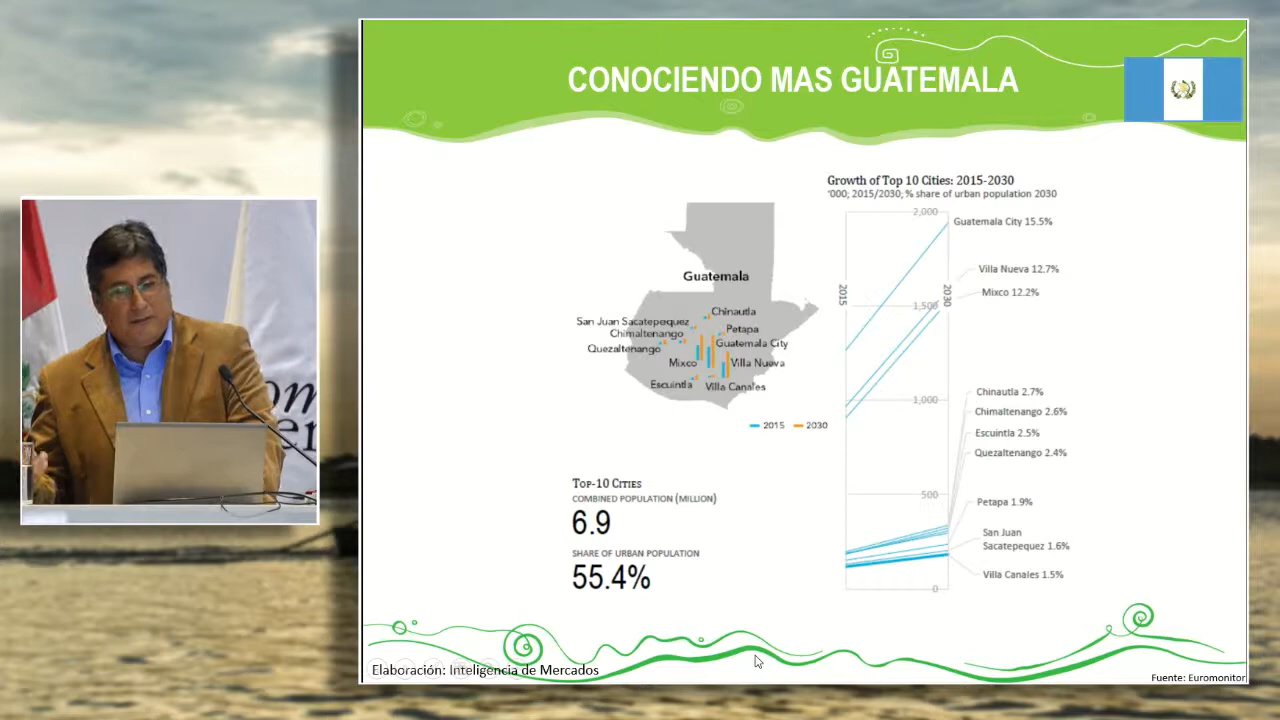 CONOCIENDO MAS GUATEMALA
Growth of Top 10 Cities: 2015-2030
'000; 2015/2030; % share of urban population 2030
2,000
Guatemala City 15.5%
Villa Nueva 12.7%
Mixco 12.2%
2015
2030
1,500
1,000
500
0
Chinautla 2.7%
Chimaltenango 2.6%
Escuintla 2.5%
Quezaltenango 2.4%
Petapa 1.9%
San Juan
Sacatepequez 1.6%
Villa Canales 1.5%
Guatemala
Chinautla
San Juan Sacatepequez
Petapa
Chimaltenango
Guatemala City
Quezaltenango
Mixco
Villa Nueva
Escuintla
Villa Canales
2015
2030
TOP-10 CITIES
COMBINED POPULATION (MILLION)
6.9
SHARE OF URBAN POPULATION
55.4%
Elaboración: Inteligencia de Mercados
Fuente: Euromonitor